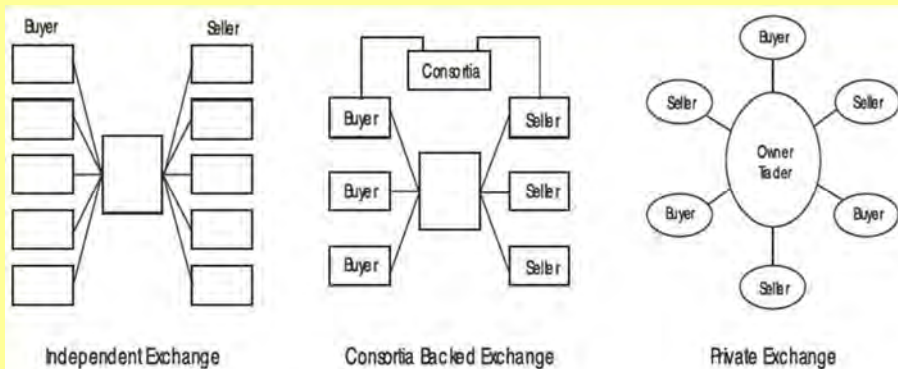 Buyer
Seller
Consortia
Buyer
Seller
Buyer
Seller
Buyer
Seller
Buyer
Seller
Seller
Owner
Trader
Buyer
Buyer
Seller
Independent Exchange
Consortia Backed Exchange
Private Exchange